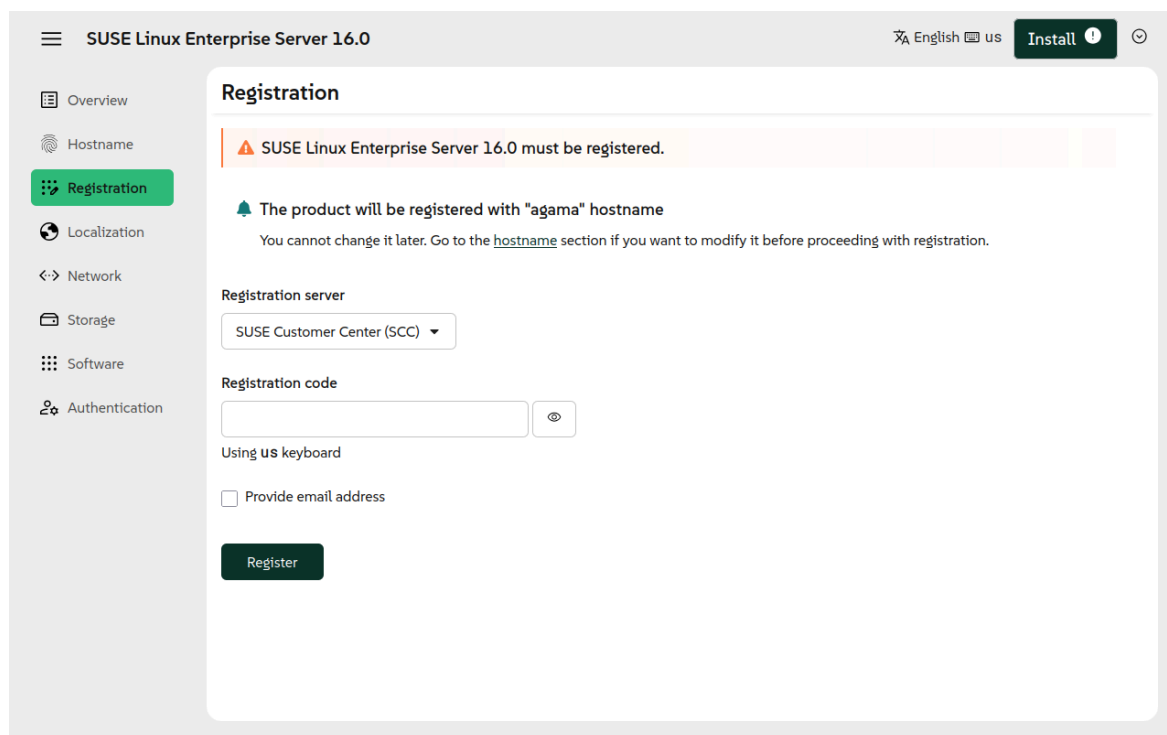 SUSE Linux Enterprise Server 16.0
English us
Install
Overview
Hostname
Registration
Localization
Network
Storage
Software
Authentication
Registration
SUSE Linux Enterprise Server 16.0 must be registered.
The product will be registered with "agama" hostname
You cannot change it later. Go to the hostname section if you want to modify it before proceeding with registration.
Registration server
SUSE Customer Center (SCC)
Registration code
Using us keyboard
Provide email address
Register